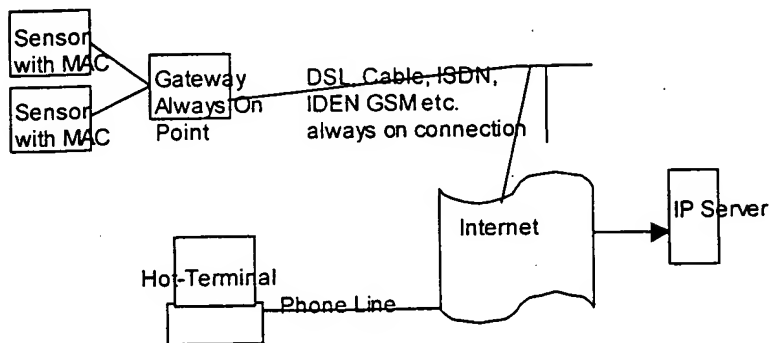 Sensor
with MAC
Sensor
with MAC
Gateway
Always On
Point
DSL, Cable, ISDN,
IDEN GSM etc.
always on connection
Internet
IP Server
Hot-Terminal
Phone Line